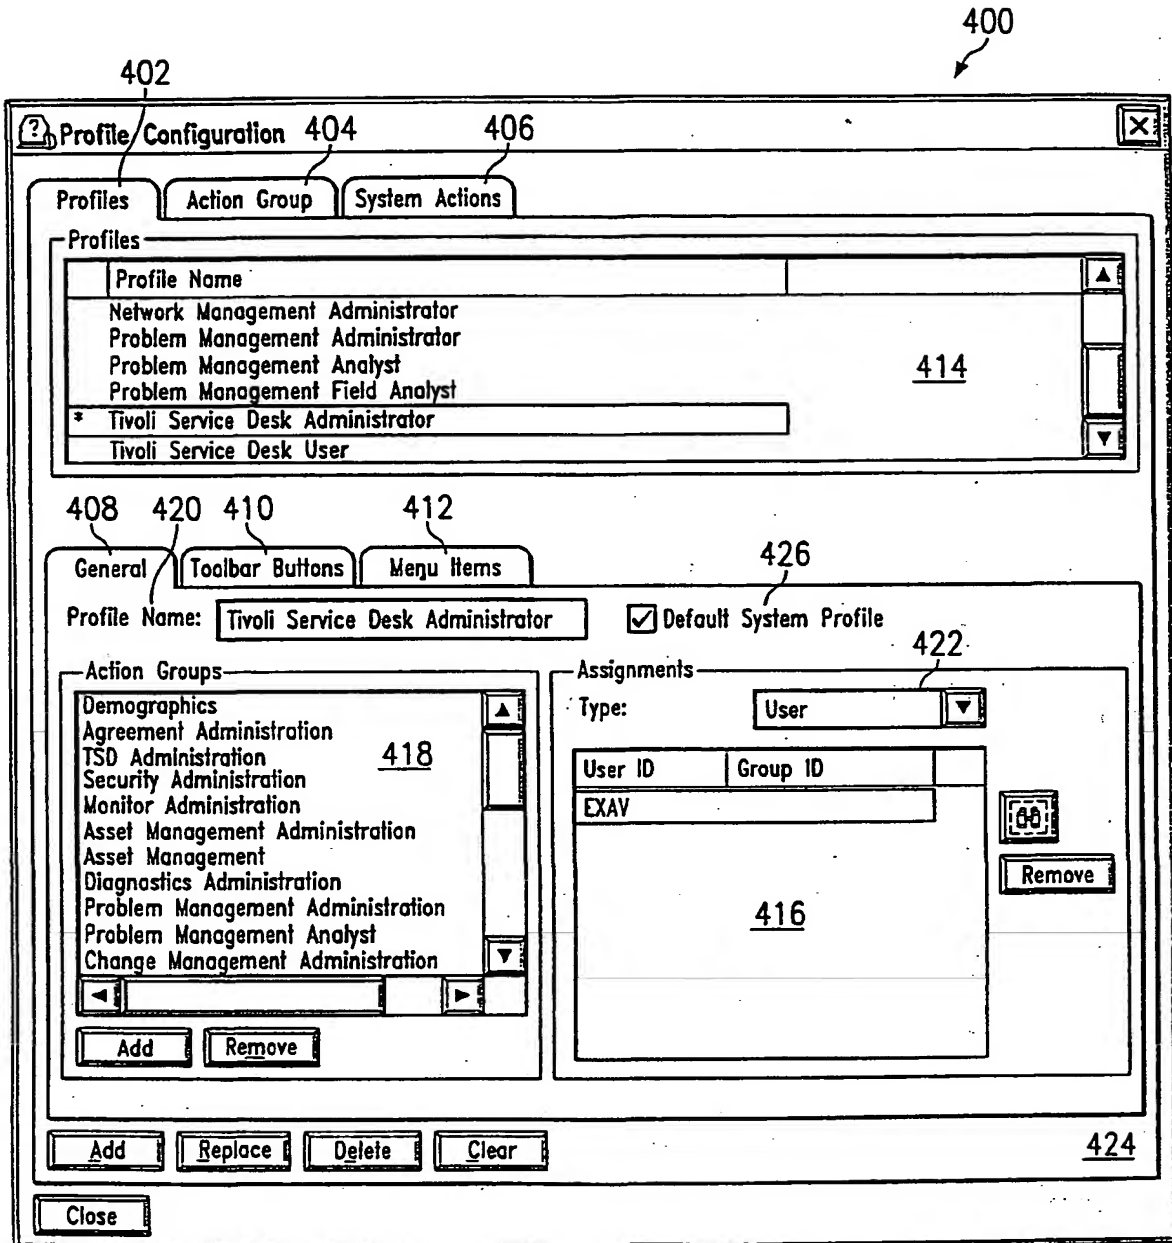 400
402
Profile Configuration 404 406
Profiles Action Group System Actions
Profiles
Profile Name
Network Management Administrator
Problem Management Administrator
Problem Management Analyst
Problem Management Field Analyst
414
* Tivoli Service Desk Administrator
Tivoli Service Desk User
408 420 410 412
General Toolbar Buttons Menu Items
426
Profile Name: Tivoli Service Desk Administrator Default System Profile
422
Action Groups
Demographics
Agreement Administration
TSD Administration
Security Administration
Monitor Administration
Asset Management Administration
Asset Management
Diagnostics Administration
Problem Management Administration
Problem Management Analyst
Change Management Administration
418
Add Remove
Assignments
Type: User
User ID Group ID
EXAV
416
Remove
Add Replace Delete Clear
424
Close